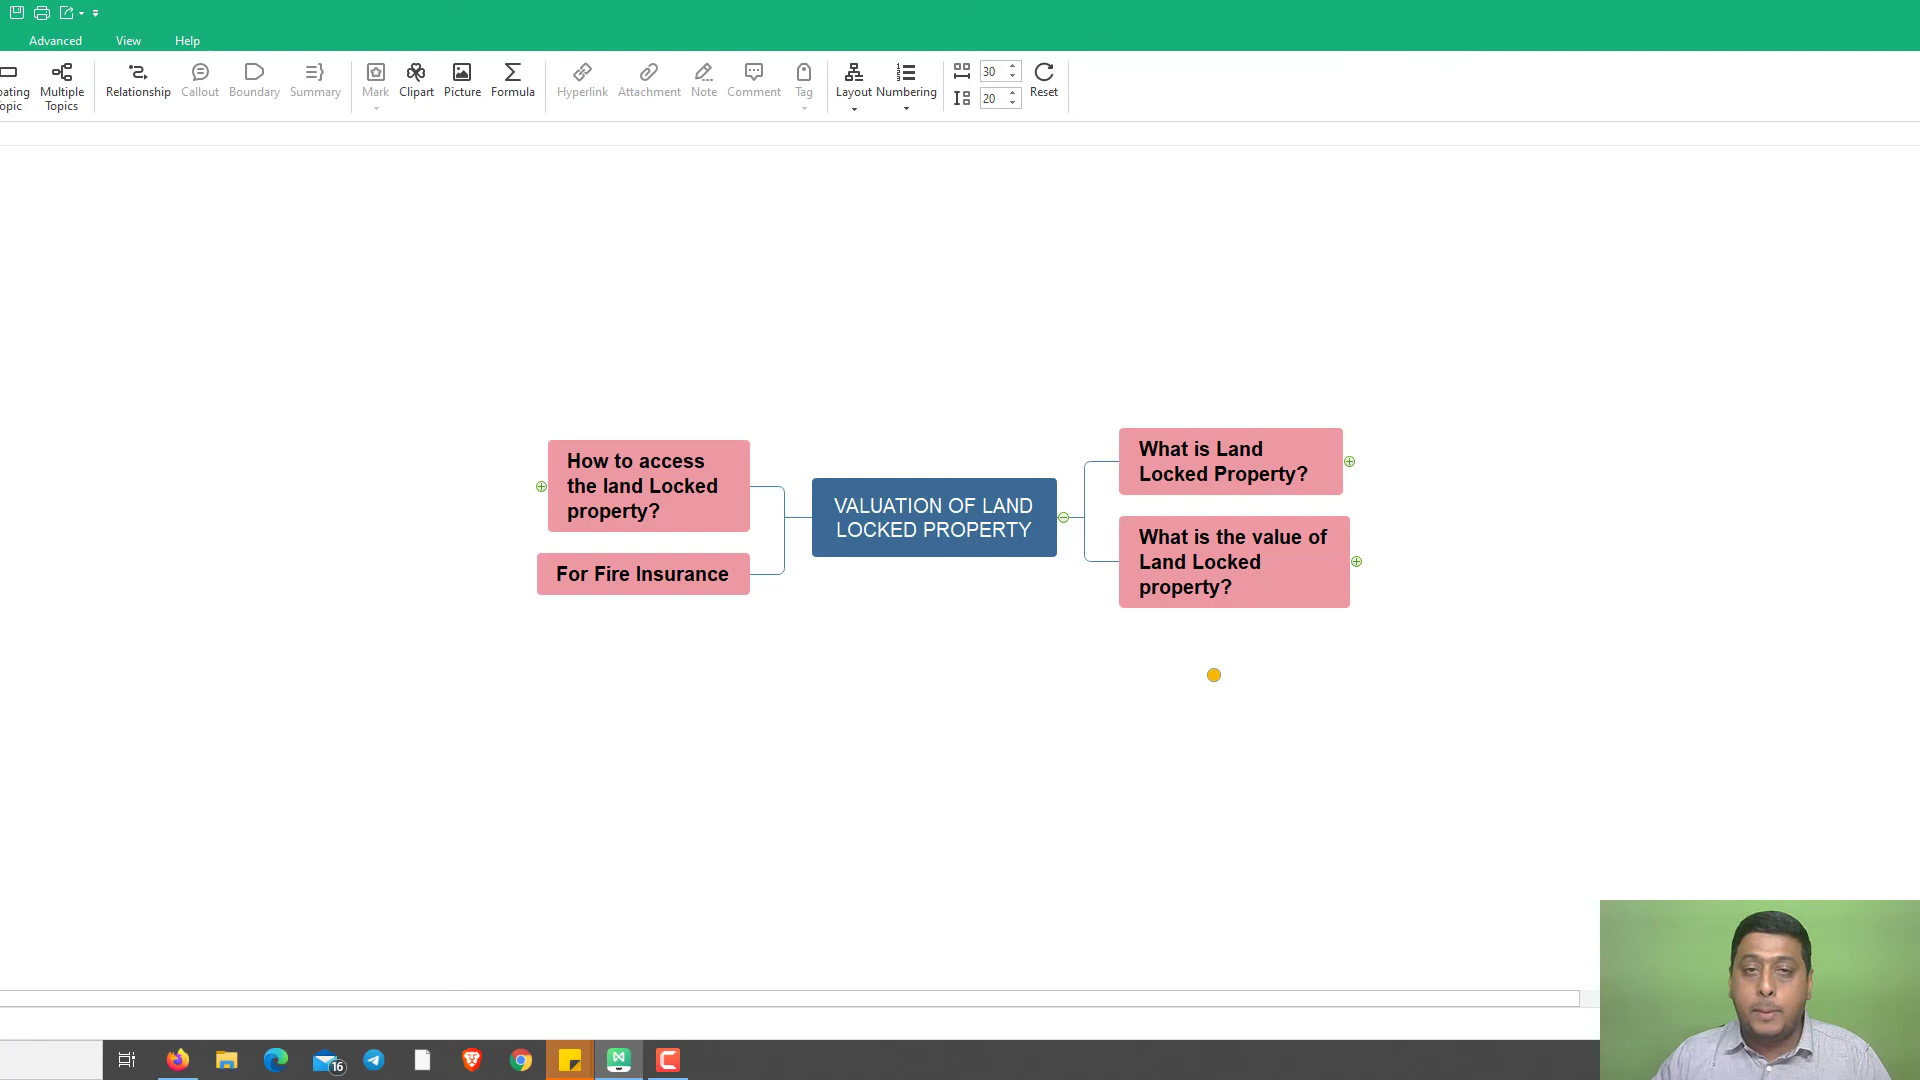 Advanced View Help
Multiple Topics
Relationship
Callout
Boundary
Summary
Mark
Clipart
Picture
Formula
Hyperlink
Attachment
Note
Comment
Tag
Layout
Numbering
30
20
Reset
How to access
the land Locked
property?
For Fire Insurance
VALUATION OF LAND
LOCKED PROPERTY
What is Land
Locked Property?
What is the value of
Land Locked
property?
16